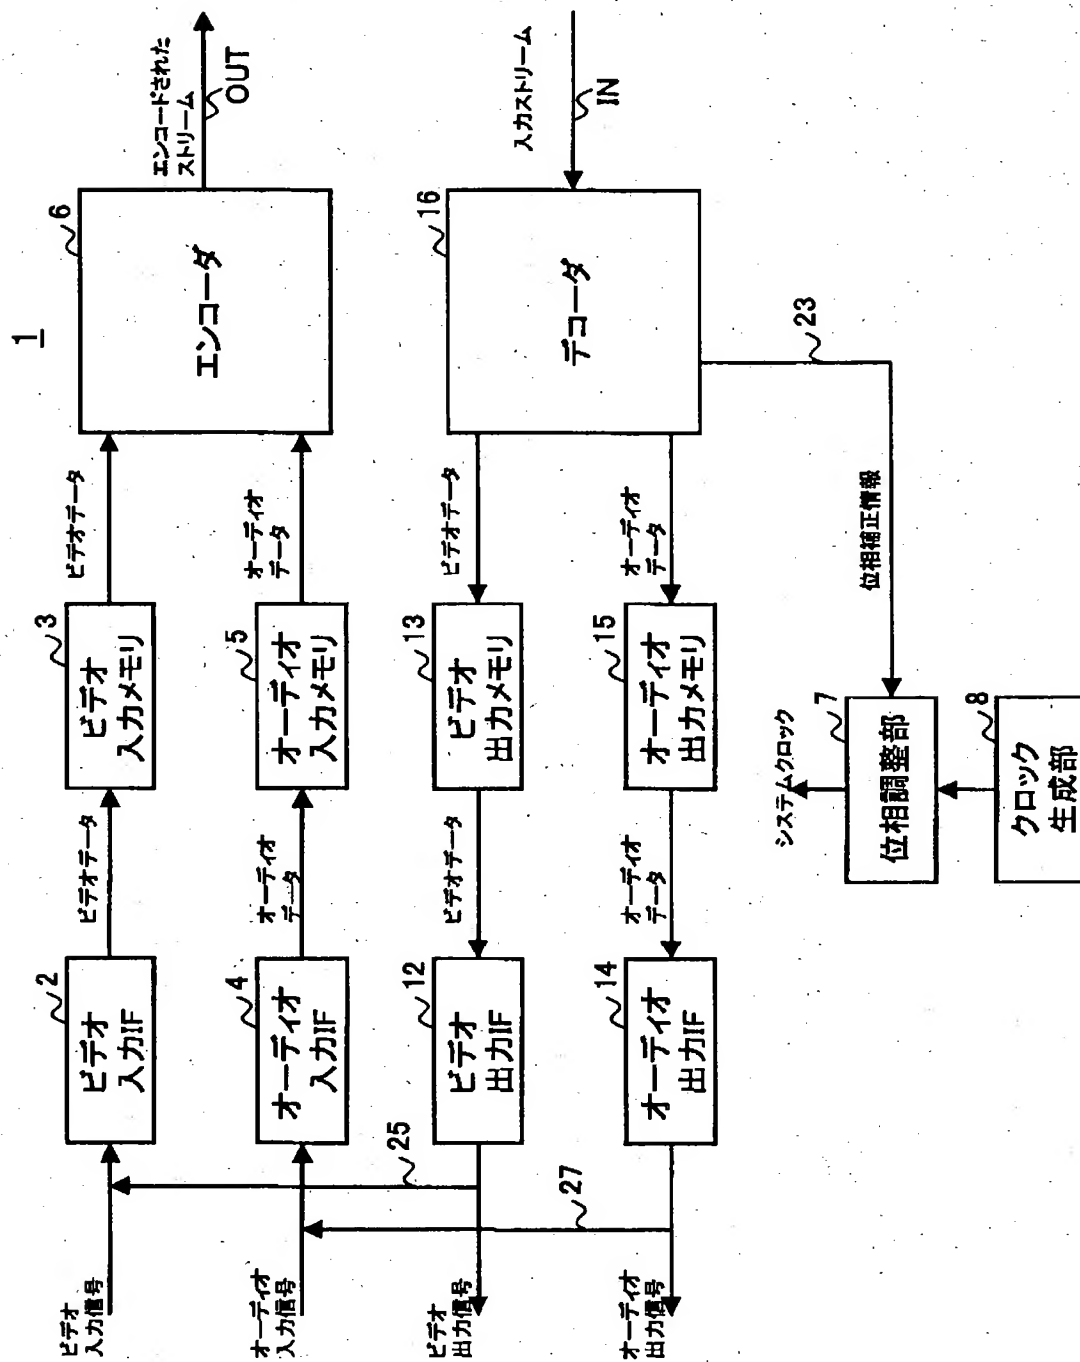 1
ビデオ
入力信号
2
ビデオ
入力IF
ビデオデータ
3
ビデオ
入力メモリ
ビデオデータ
6
エンコーダ
エンコードされた
ストリーム
OUT
オーディオ
入力信号
4
オーディオ
入力IF
オーディオ
データ
5
オーディオ
入力メモリ
オーディオ
データ
25
ビデオ
出力信号
12
ビデオ
出力IF
ビデオデータ
13
ビデオ
出力メモリ
ビデオデータ
16
デコーダ
入力ストリーム
IN
27
オーディオ
出力信号
14
オーディオ
出力IF
オーディオ
データ
15
オーディオ
出力メモリ
オーディオ
データ
23
システムクロック
7
位相調整部
位相補正情報
8
クロック
生成部